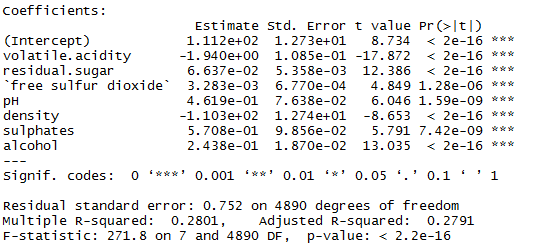 Coefficients:
Estimate Std. Error t value Pr(>|t|)
(Intercept) 1.112e+02 1.273e+01 8.734 < 2e-16 ***
volatile.acidity -1.940e+00 1.085e-01 -17.872 < 2e-16 ***
residual.sugar 6.637e-02 5.358e-03 12.386 < 2e-16 ***
`free sulfur dioxide` 3.283e-03 6.770e-04 4.849 1.28e-06 ***
pH 4.619e-01 7.638e-02 6.046 1.59e-09 ***
density -1.103e+02 1.274e+01 -8.653 < 2e-16 ***
sulphates 5.708e-01 9.856e-02 5.791 7.42e-09 ***
alcohol 2.438e-01 1.870e-02 13.035 < 2e-16 ***
---
Signif. codes: 0 ‘***’ 0.001 ‘**’ 0.01 ‘*’ 0.05 ‘.’ 0.1 ‘ ’ 1
Residual standard error: 0.752 on 4890 degrees of freedom
Multiple R-squared: 0.2801, Adjusted R-squared: 0.2791
F-statistic: 271.8 on 7 and 4890 DF, p-value: < 2.2e-16